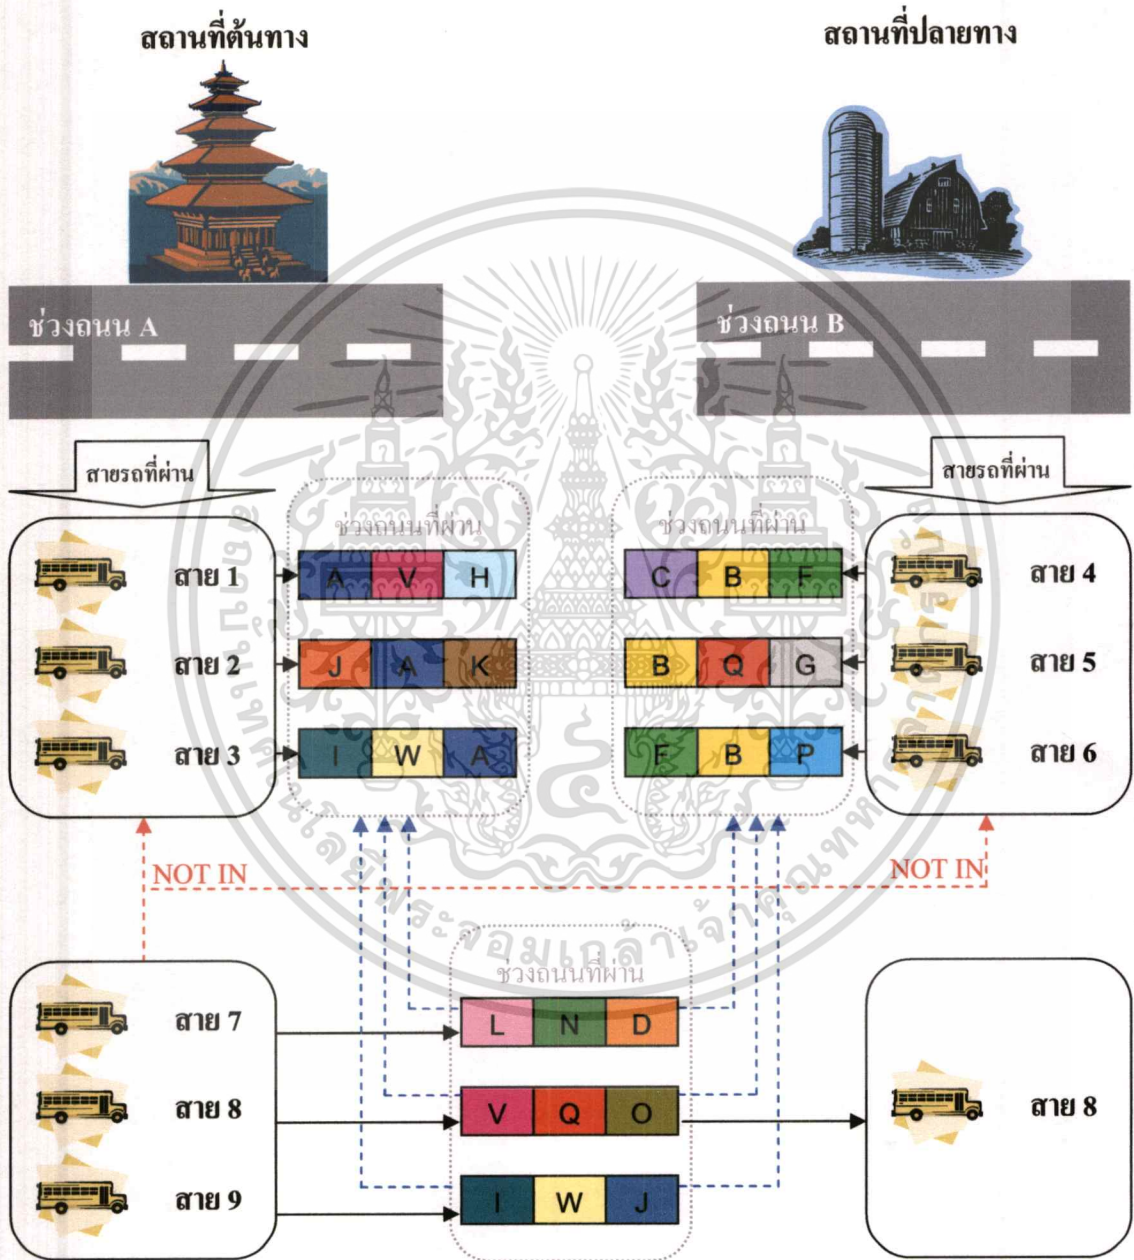 สถานที่ต้นทาง
สถานที่ปลายทาง
ช่วงถนน A
ช่วงถนน B
สายรถที่ผ่าน
สายรถที่ผ่าน
ช่วงถนนที่ผ่าน
ช่วงถนนที่ผ่าน
สาย 1
A V H
C B F
สาย 4
สาย 2
J A K
B Q G
สาย 5
สาย 3
I W A
F B P
สาย 6
NOT IN
NOT IN
ช่วงถนนที่ผ่าน
สาย 7
L N D
สาย 8
V Q O
สาย 8
สาย 9
I W J